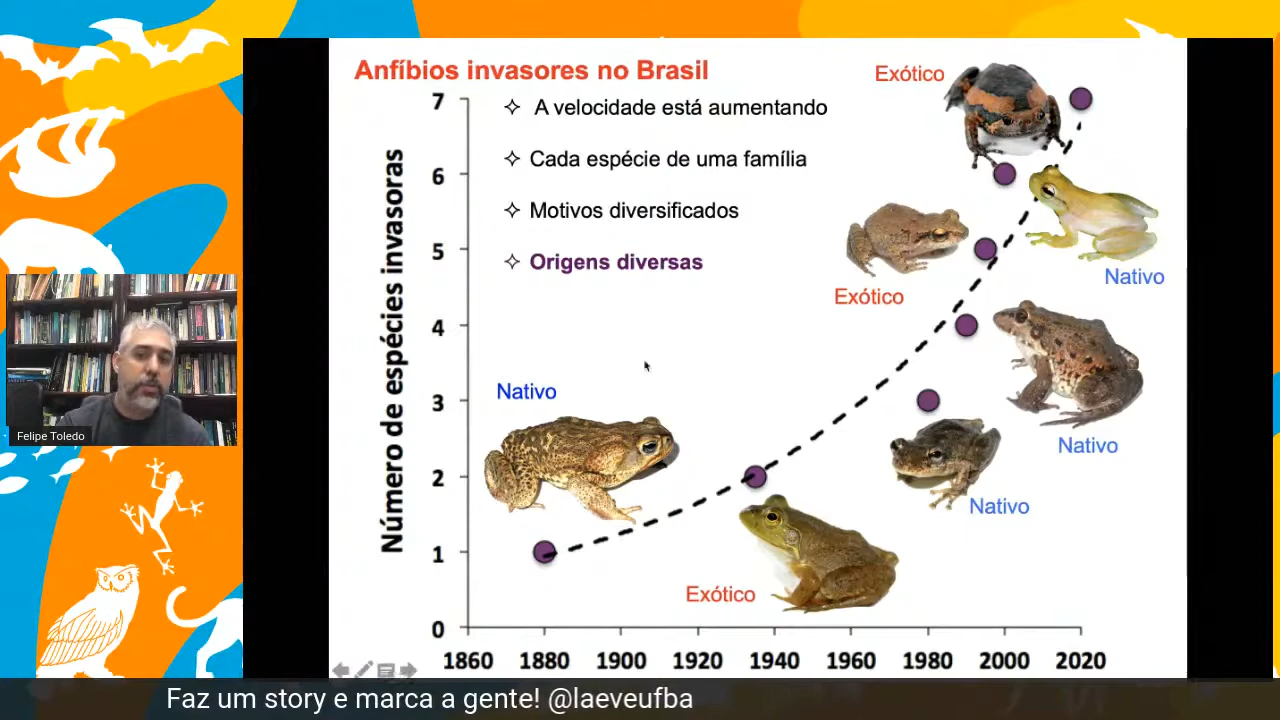 Anfíbios invasores no Brasil
✧ A velocidade está aumentando
✧ Cada espécie de uma família
✧ Motivos diversificados
✧ Origens diversas
Número de espécies invasoras
7
6
5
4
3
2
1
0
1860 1880 1900 1920 1940 1960 1980 2000 2020
Exótico
Nativo
Exótico
Nativo
Nativo
Nativo
Exótico
Felipe Toledo
Faz um story e marca a gente! @laeveufba